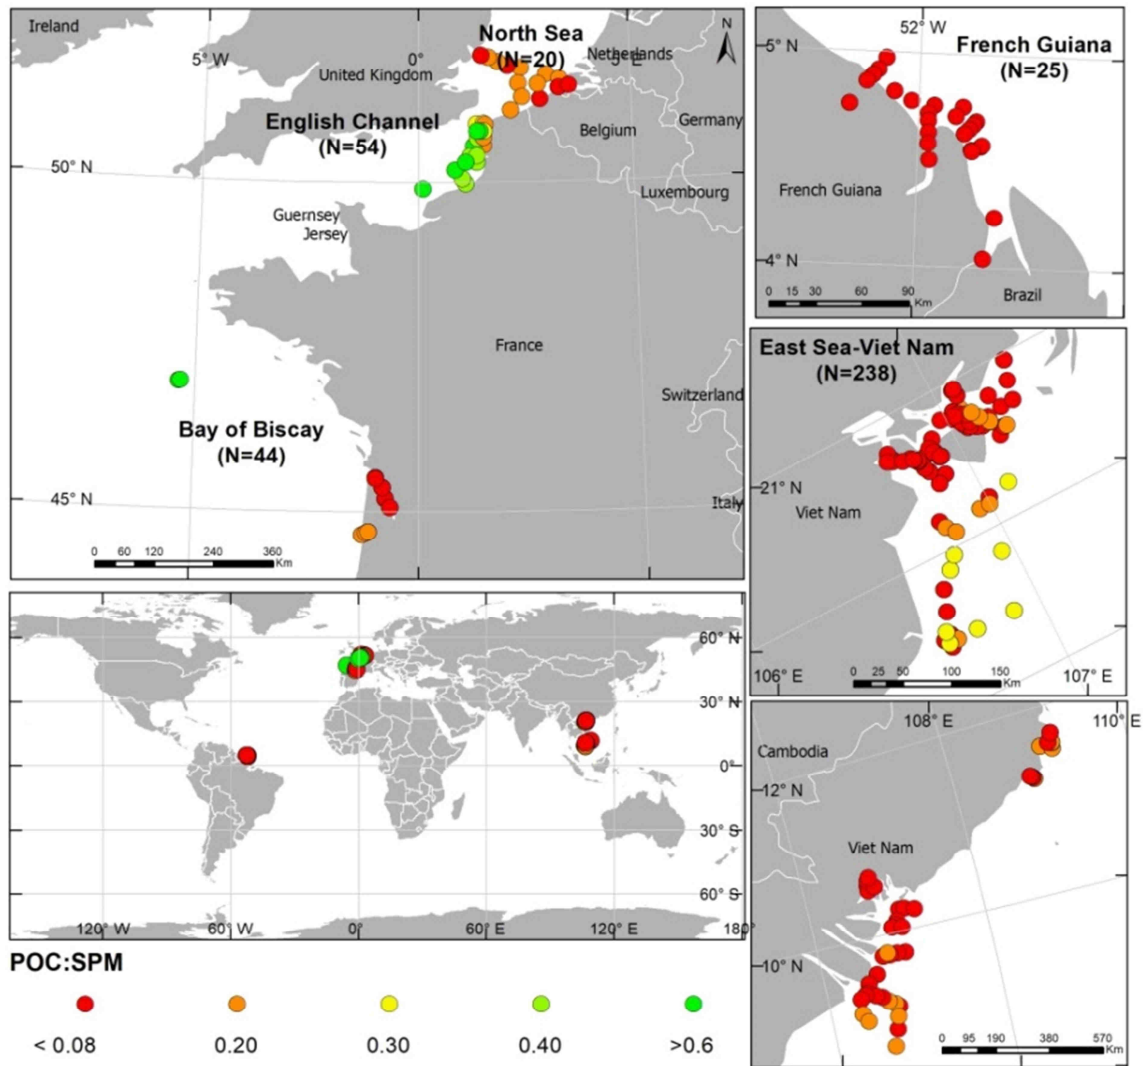 Ireland
5° W
0°
5° E
N
North Sea
(N=20)
Netherlands
United Kingdom
English Channel
(N=54)
Germany
Belgium
50° N
Luxembourg
Guernsey
Jersey
France
Switzerland
Bay of Biscay
(N=44)
45° N
Italy
0 60 120 240 360
Km
52° W
5° N
French Guiana
(N=25)
French Guiana
4° N
0 15 30 60 90
Km
Brazil
East Sea-Viet Nam
(N=238)
21° N
Viet Nam
0 25 50 100 150
Km
106° E
107° E
60° N
30° N
0°
30° S
60° S
120° W
60° W
0°
60° E
120° E
180°
108° E
110° E
Cambodia
12° N
Viet Nam
10° N
0 95 190 380 570
Km
POC:SPM
< 0.08 0.20 0.30 0.40 >0.6